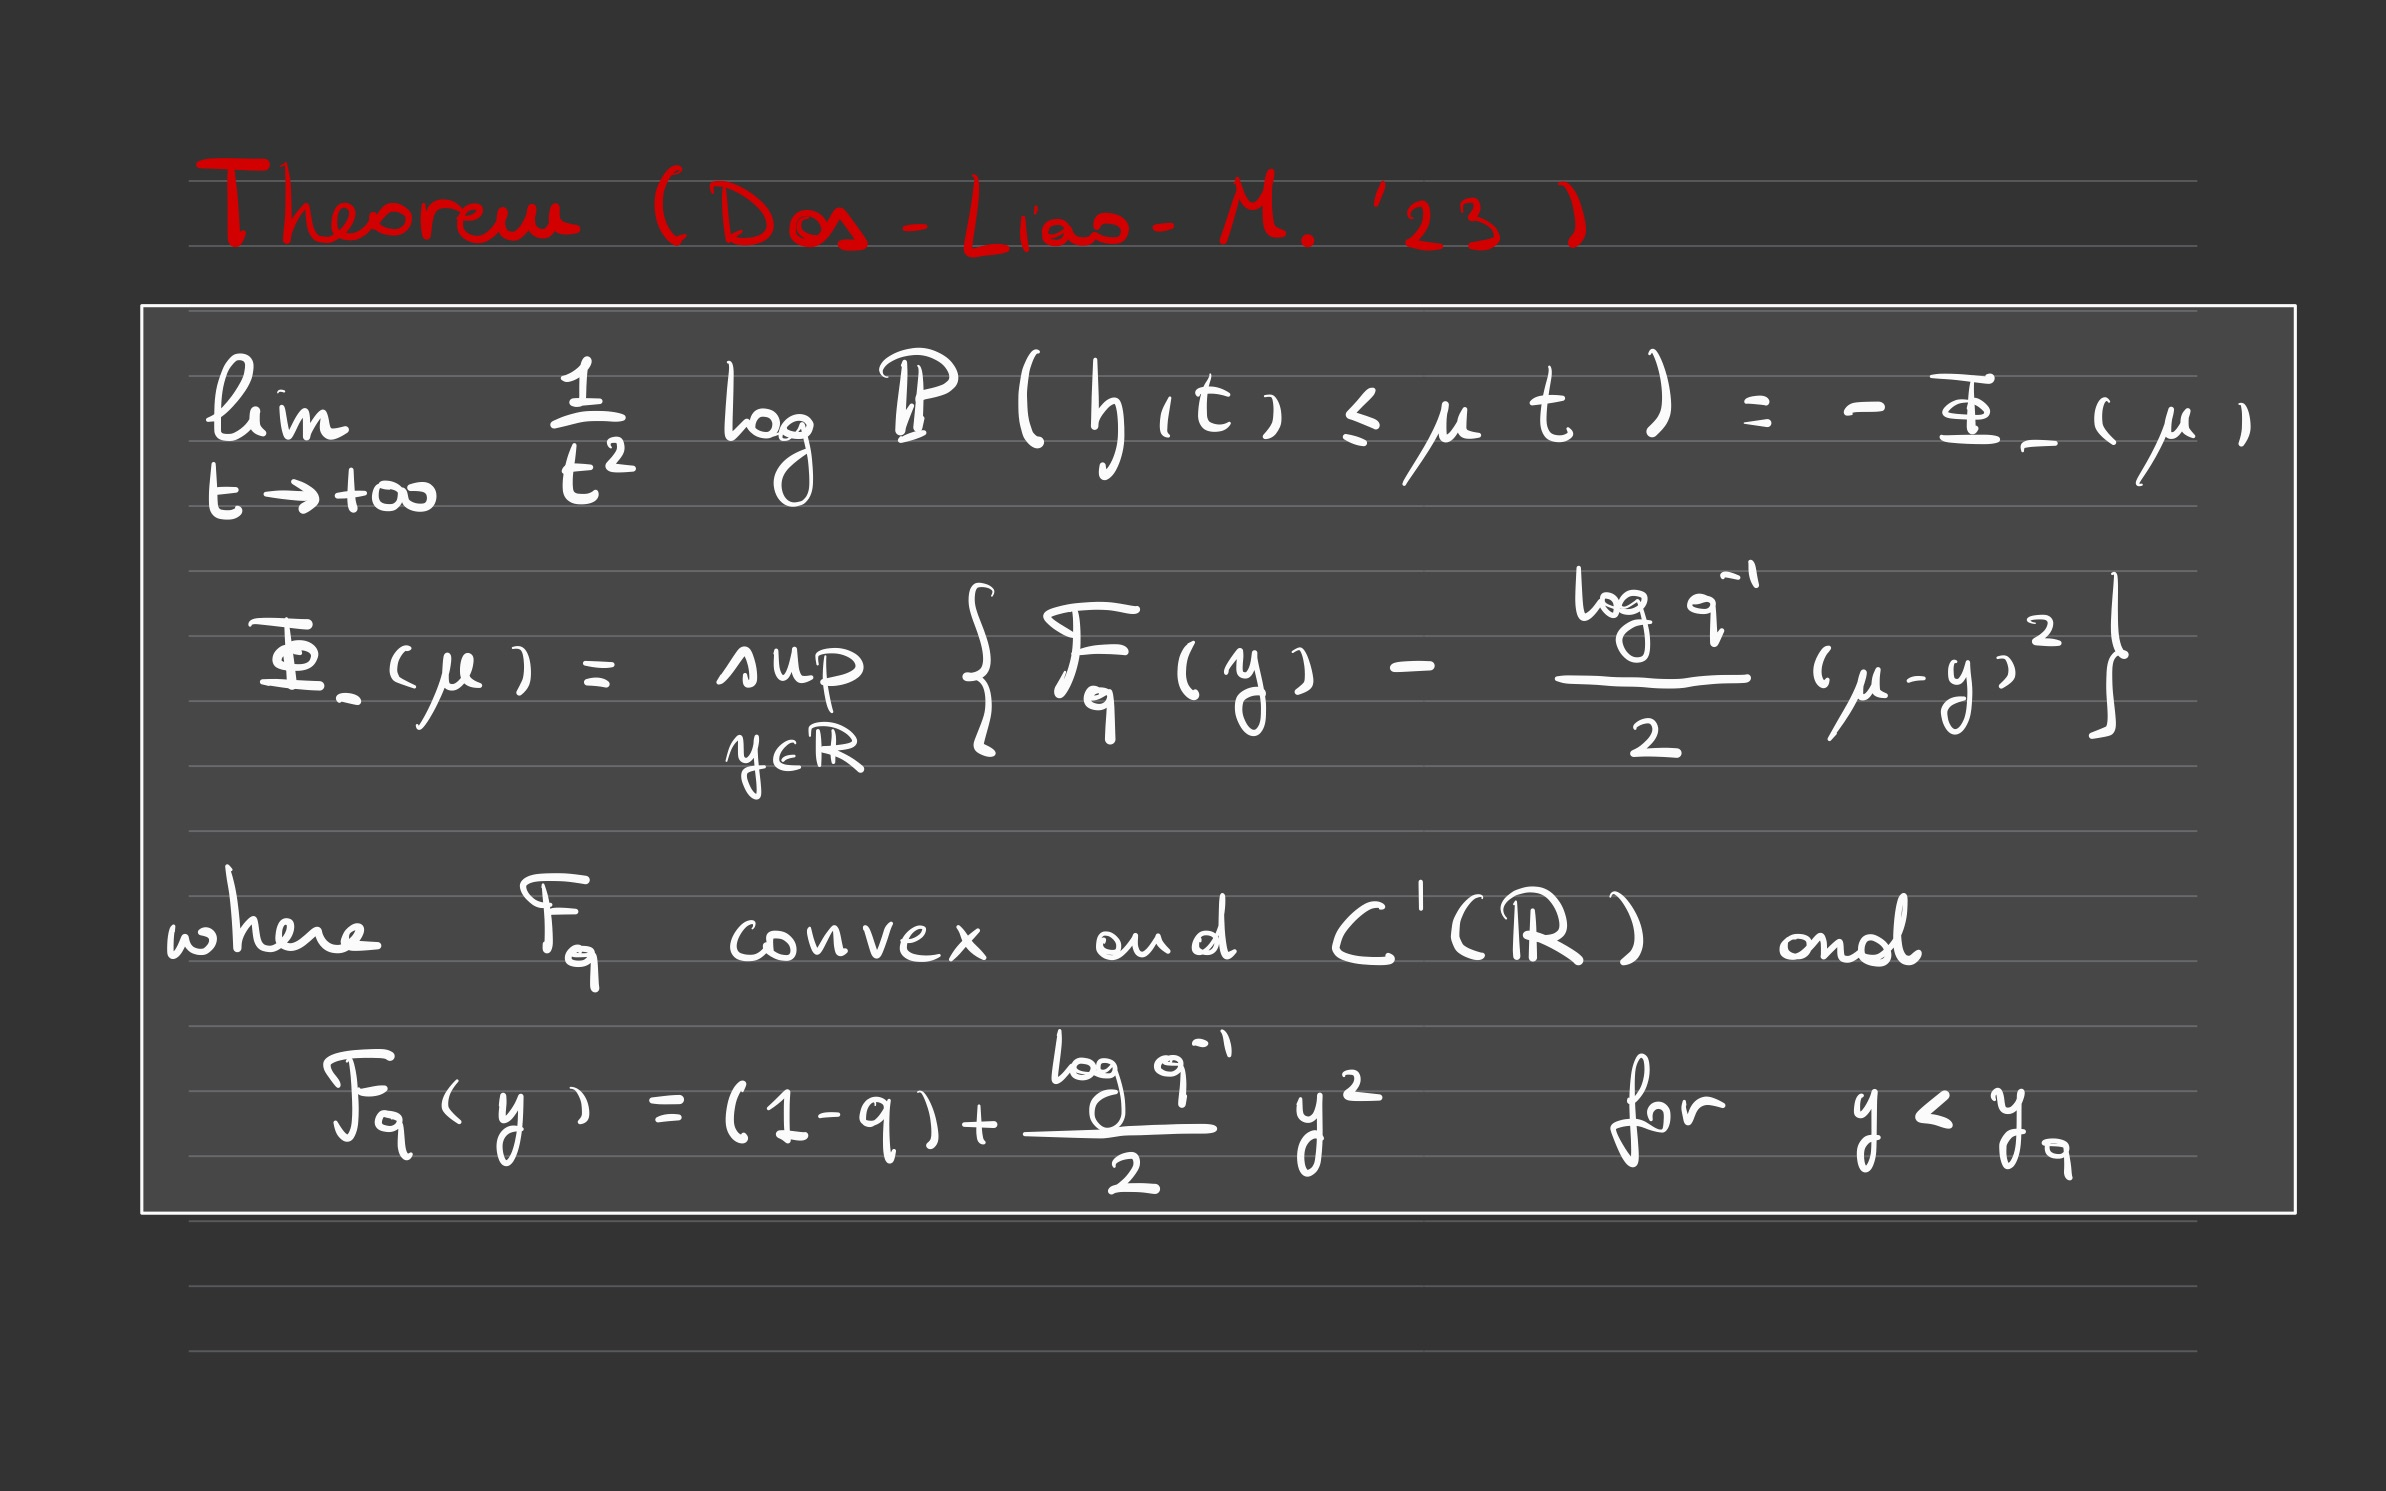 Theorem (Das-Liao-M. '23)
lim_{t→+∞} 1/t² log ℙ(𝔥(t) < μ t) = -Φ_-(μ)
Φ_-(μ) = sup_{y∈ℝ} { F_q(y) - (log q⁻¹)/2 (μ-y)² }
where F_q convex and C¹(ℝ) and
F_q(y) = (1-q) + (log q⁻¹)/2 y² for y < y_q